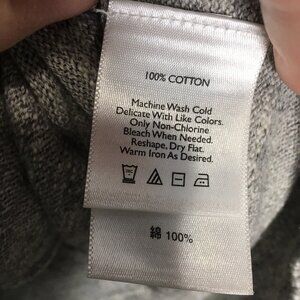 100% COTTON
Machine Wash Cold
Delicate With Like Colors.
Only Non-Chlorine
Bleach When Needed.
Reshape, Dry Flat.
Warm Iron As Desired.
綿 100%